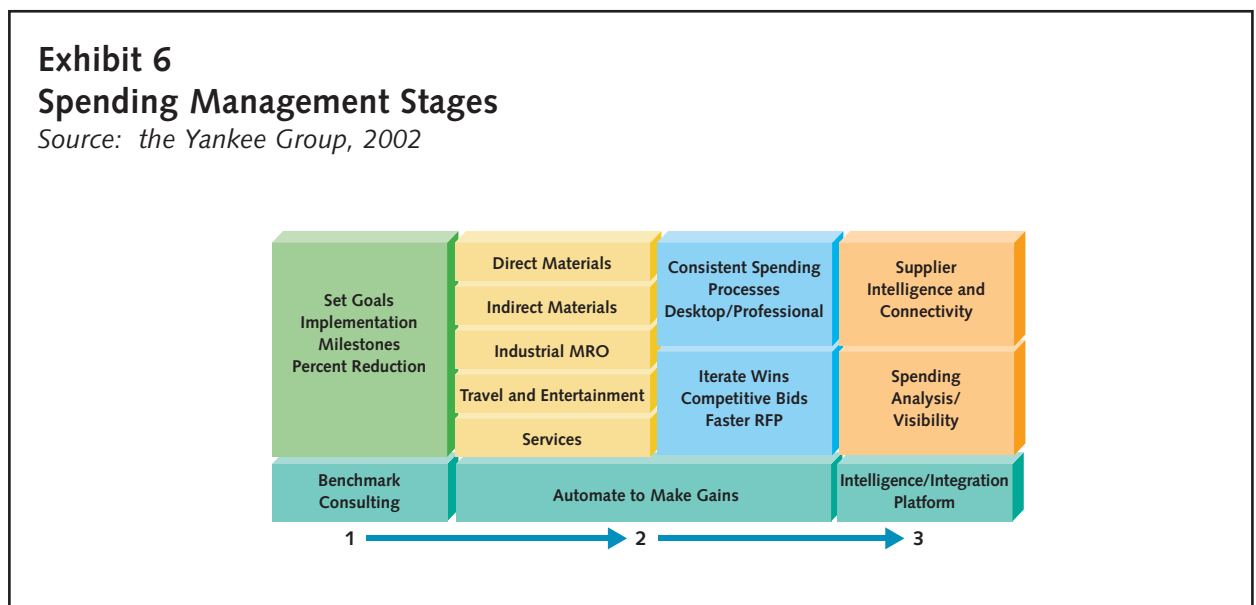 Exhibit 6
Spending Management Stages
Source: the Yankee Group, 2002
Set Goals
Implementation
Milestones
Percent Reduction
Direct Materials
Indirect Materials
Industrial MRO
Travel and Entertainment
Services
Consistent Spending
Processes
Desktop/Professional
Iterate Wins
Competitive Bids
Faster RFP
Supplier
Intelligence and
Connectivity
Spending
Analysis/
Visibility
Benchmark
Consulting
Automate to Make Gains
Intelligence/Integration
Platform
1 2 3